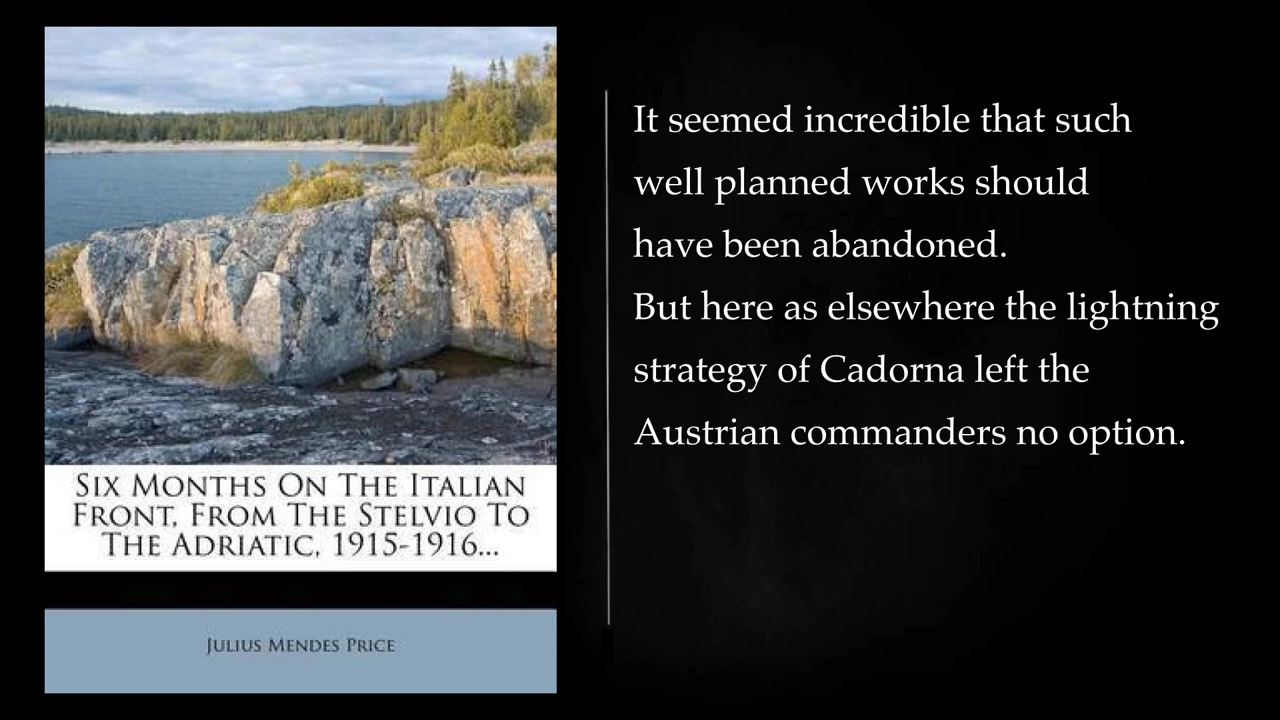 It seemed incredible that such
well planned works should
have been abandoned.
But here as elsewhere the lightning
strategy of Cadorna left the
Austrian commanders no option.
Six Months On The Italian
Front, From The Stelvio To
The Adriatic, 1915-1916...
Julius Mendes Price